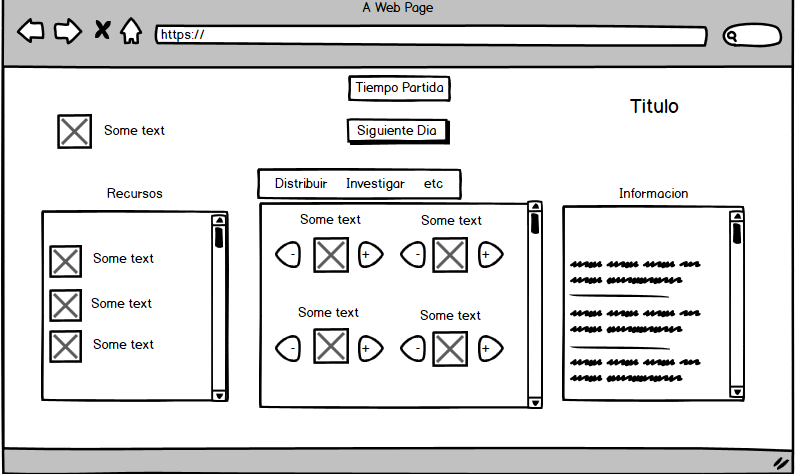 A Web Page
https://
Tiempo Partida
Titulo
Some text
Siguiente Dia
Distribuir Investigar etc
Recursos
Some text
Some text
Some text
Some text Some text
- + - +
Some text Some text
- + - +
Informacion